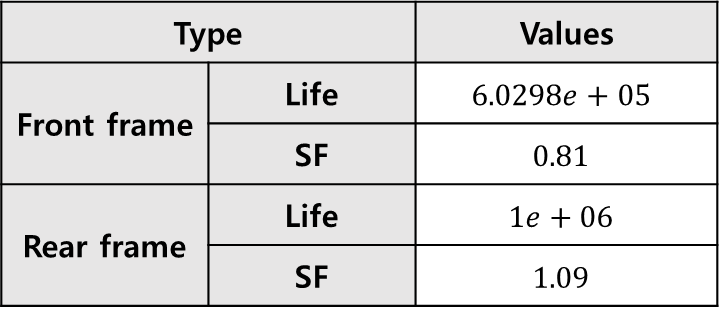 Type Values
Front frame Life 6.0298e + 05
SF 0.81
Rear frame Life 1e + 06
SF 1.09